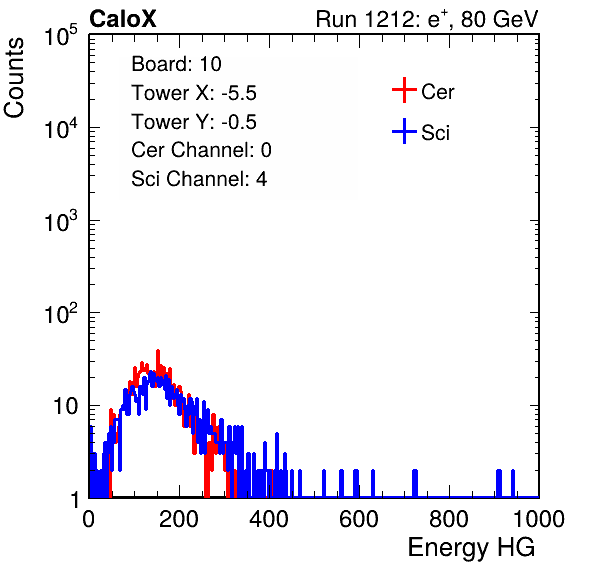 CaloX Run 1212: e⁺, 80 GeV
Counts
10⁵
10⁴
10³
10²
10
1
Board: 10
Tower X: -5.5
Tower Y: -0.5
Cer Channel: 0
Sci Channel: 4
Cer
Sci
0 200 400 600 800 1000
Energy HG